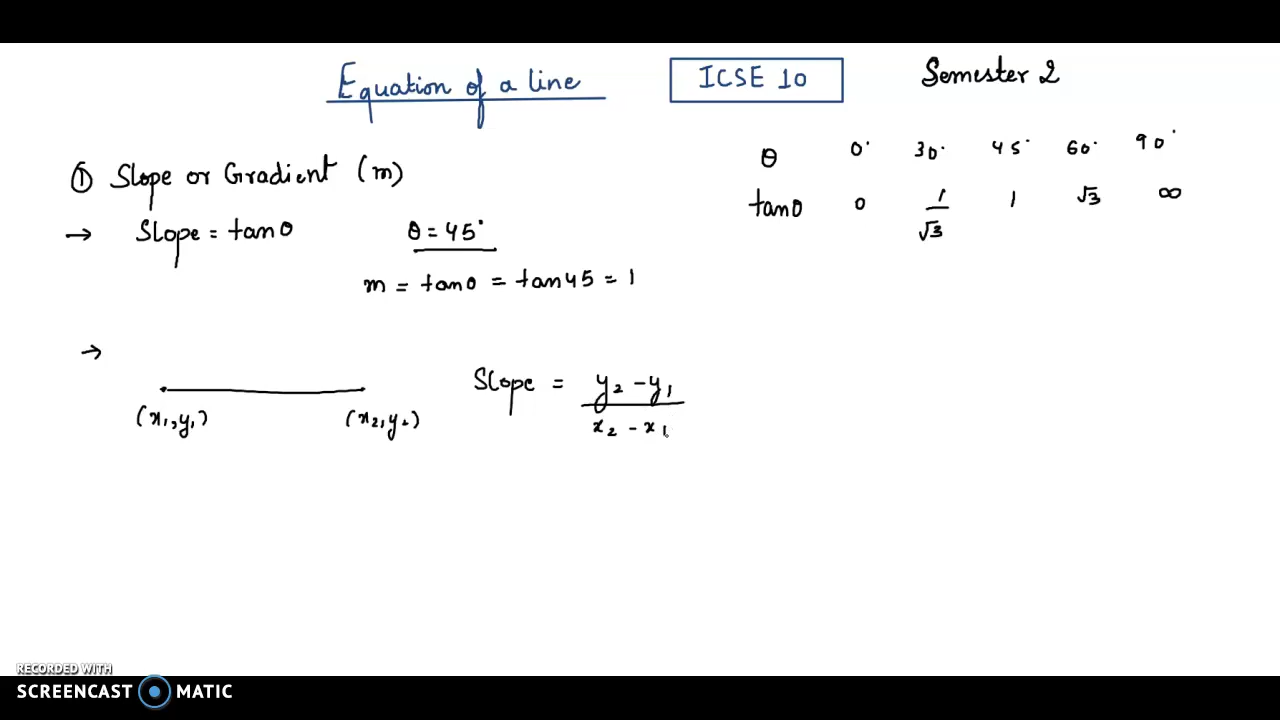 Equation of a line
ICSE 10
Semester 2
① Slope or Gradient (m)
θ 0° 30° 45° 60° 90°
tanθ 0 1/√3 1 √3 ∞
→ Slope = tanθ θ = 45°
m = tanθ = tan45 = 1
→
Slope = y₂ - y₁ / x₂ - x₁
(x₁, y₁) (x₂, y₂)
RECORDED WITH
SCREENCAST MATIC